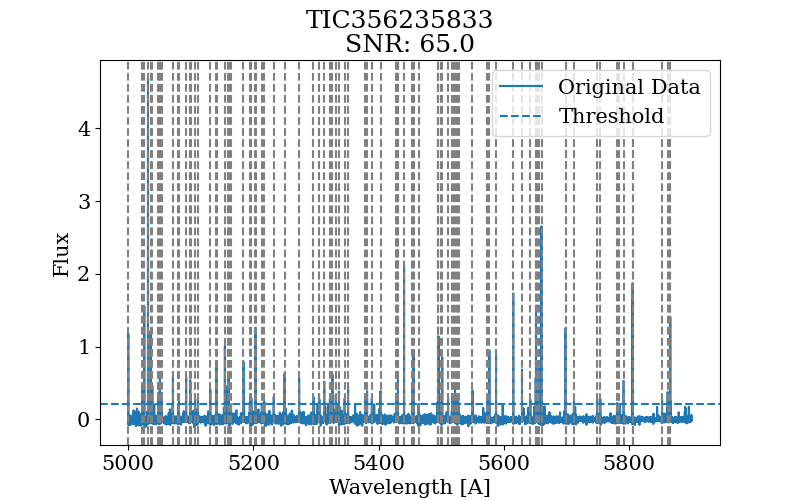 TIC356235833
SNR: 65.0
Original Data
Threshold
Flux
4
3
2
1
0
5000 5200 5400 5600 5800
Wavelength [A]